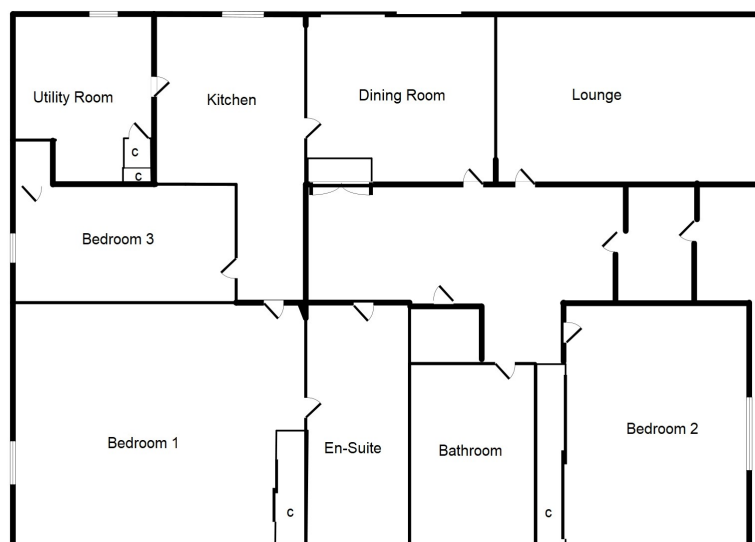 Utility Room
Kitchen
Dining Room
Lounge
C
C
Bedroom 3
Bedroom 1
En-Suite
Bathroom
Bedroom 2
C
C